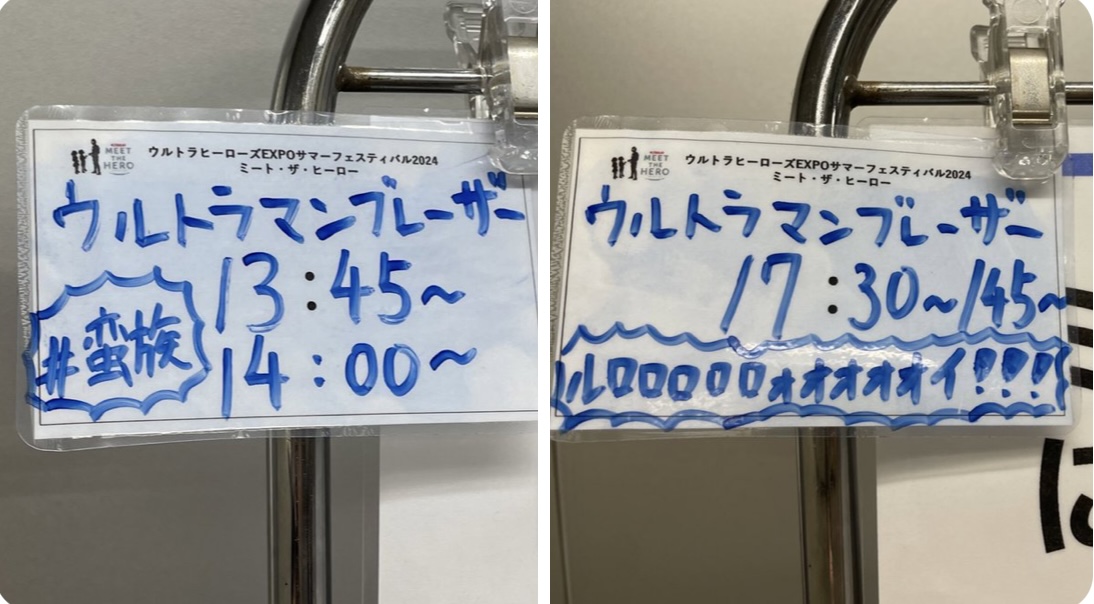 MEET
THE
HERO
ウルトラヒーローズEXPOサマーフェスティバル2024
ミート・ザ・ヒーロー
ウルトラマンブレーザー
13:45~
14:00~
#蛮族
MEET
THE
HERO
ウルトラヒーローズEXPOサマーフェスティバル2024
ミート・ザ・ヒーロー
ウルトラマンブレーザー
17:30~/45~
ルロロロロロォオオオオイ!!!
は